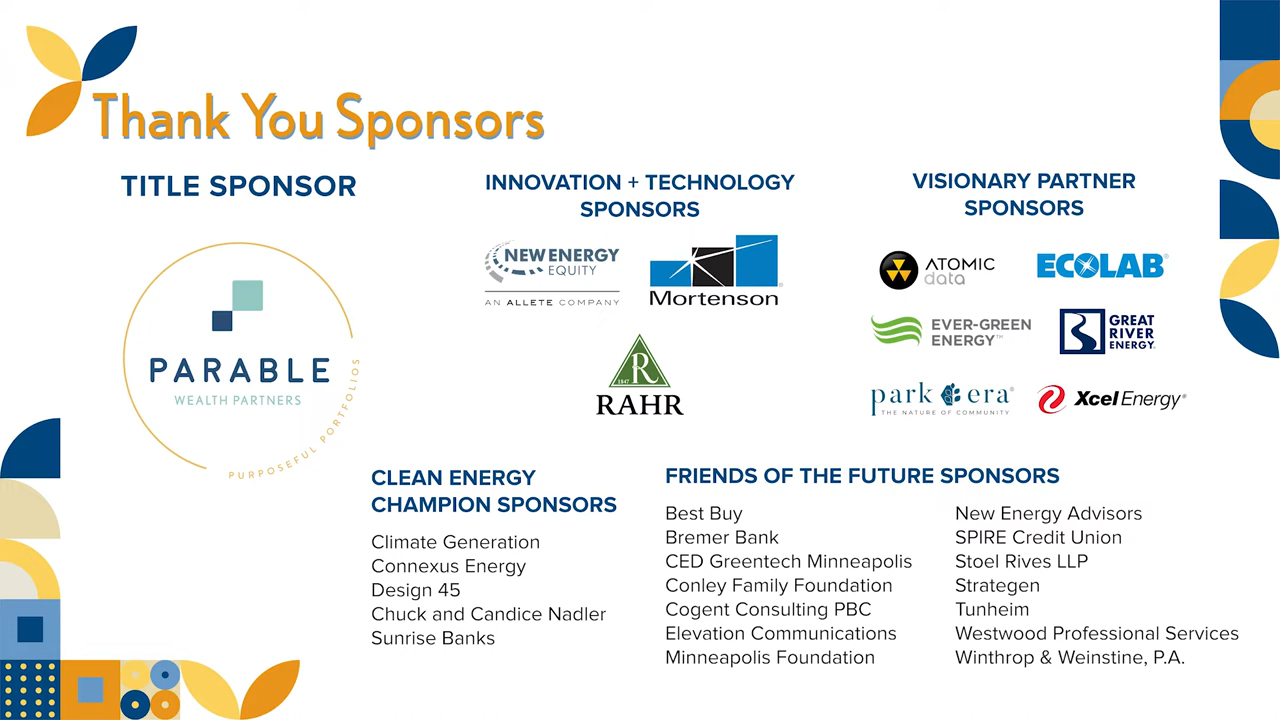 Thank You Sponsors
TITLE SPONSOR
PARABLE
WEALTH PARTNERS
PURPOSEFUL PORTFOLIOS
INNOVATION + TECHNOLOGY
SPONSORS
NEWENERGY
EQUITY
AN ALLETE COMPANY
Mortenson®
R
1847
RAHR
VISIONARY PARTNER
SPONSORS
ATOMIC
data
ECOLAB®
EVER-GREEN
ENERGY™
GREAT
RIVER
ENERGY®
park era®
THE NATURE OF COMMUNITY
Xcel Energy®
CLEAN ENERGY
CHAMPION SPONSORS
Climate Generation
Connexus Energy
Design 45
Chuck and Candice Nadler
Sunrise Banks
FRIENDS OF THE FUTURE SPONSORS
Best Buy
Bremer Bank
CED Greentech Minneapolis
Conley Family Foundation
Cogent Consulting PBC
Elevation Communications
Minneapolis Foundation
New Energy Advisors
SPIRE Credit Union
Stoel Rives LLP
Strategen
Tunheim
Westwood Professional Services
Winthrop & Weinstine, P.A.